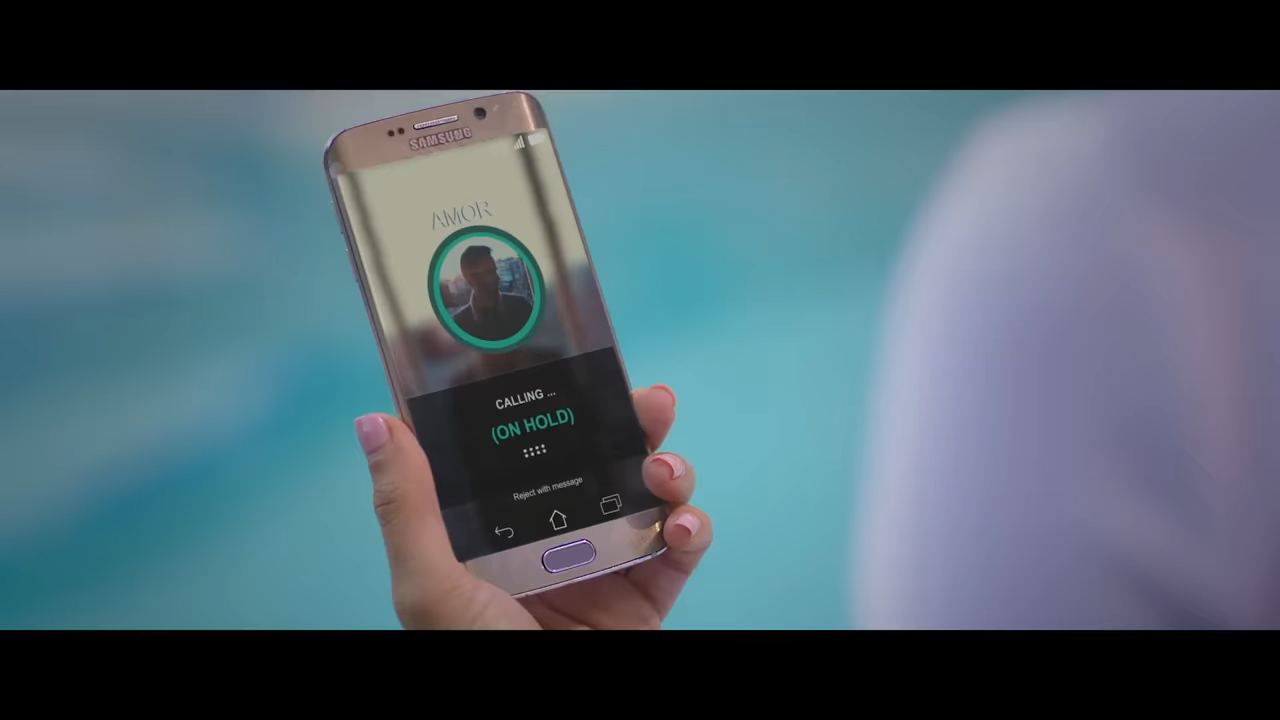 SAMSUNG
AMOR
CALLING ...
(ON HOLD)
Reject with message